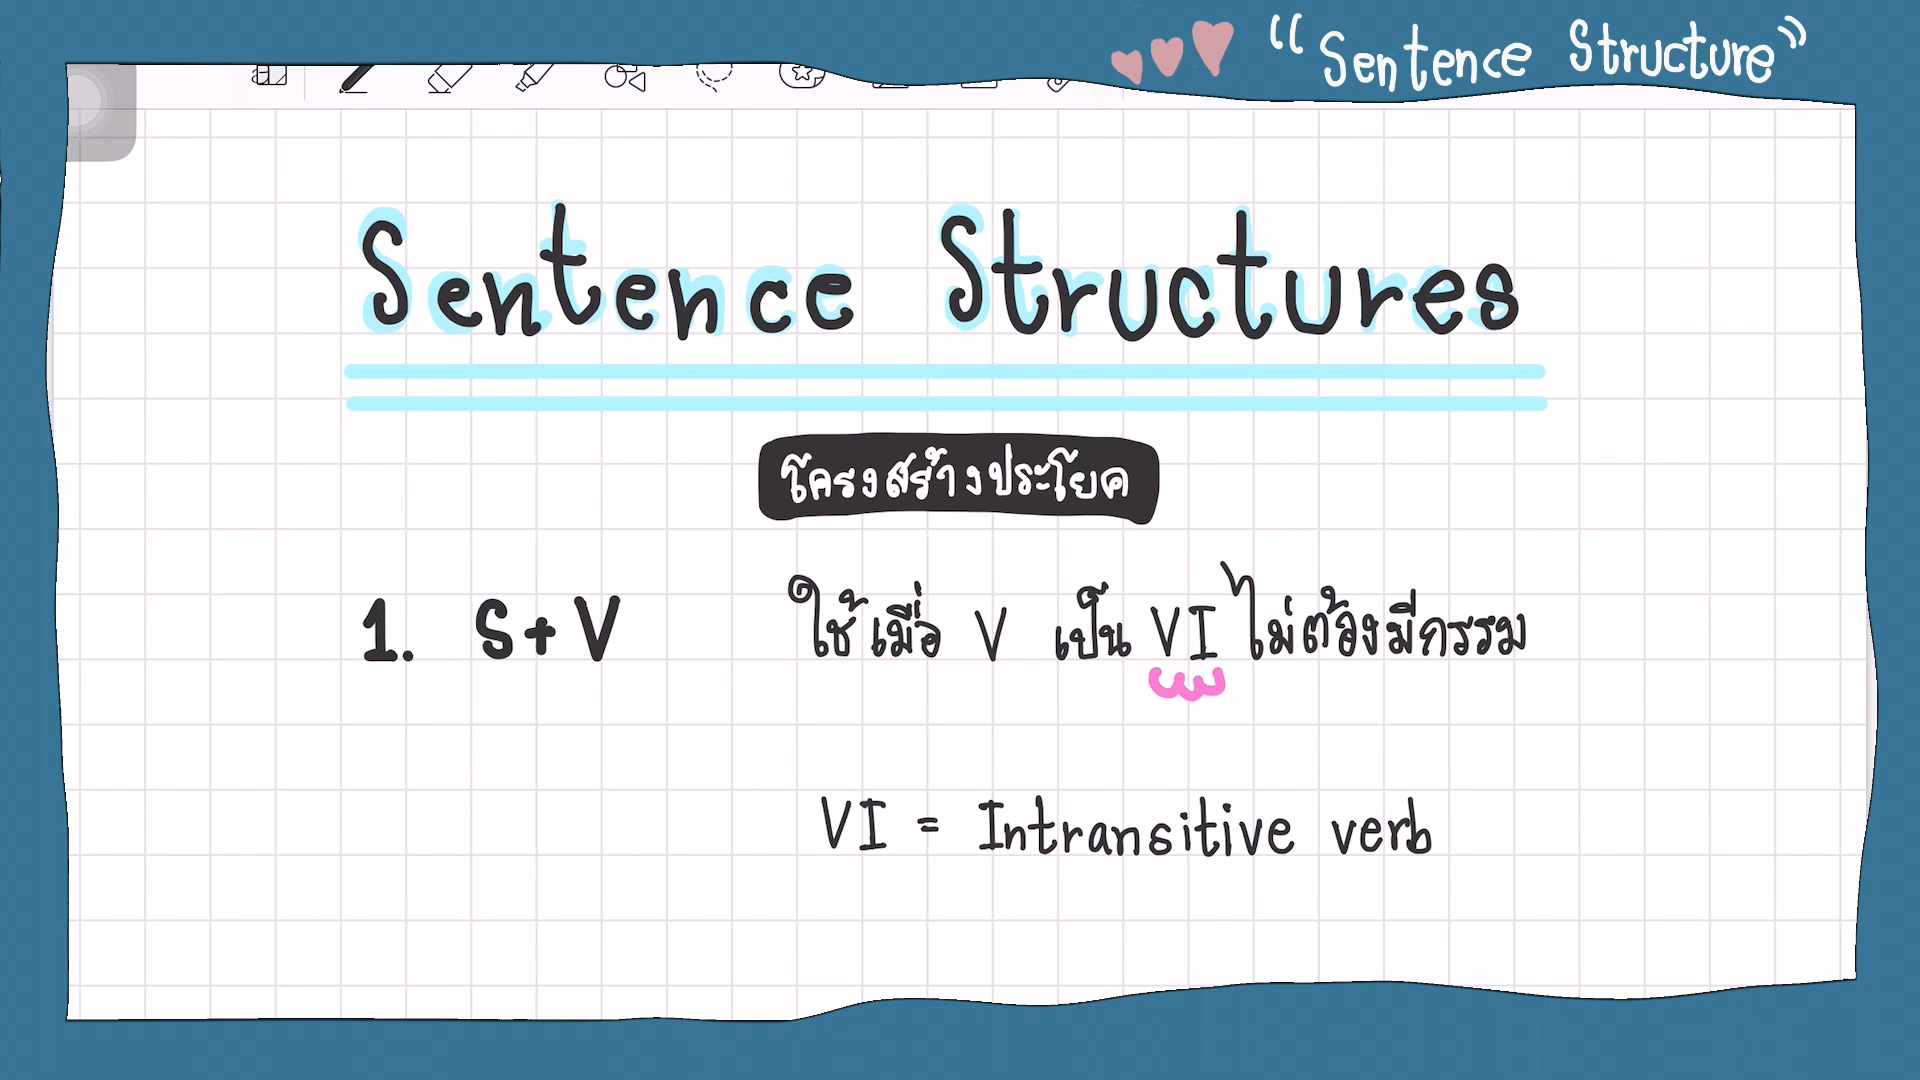 “Sentence Structure”
Sentence Structures
โครงสร้างประโยค
1. S + V ใช้เมื่อ V เป็น VI ไม่ต้องมีกรรม
VI = Intransitive verb